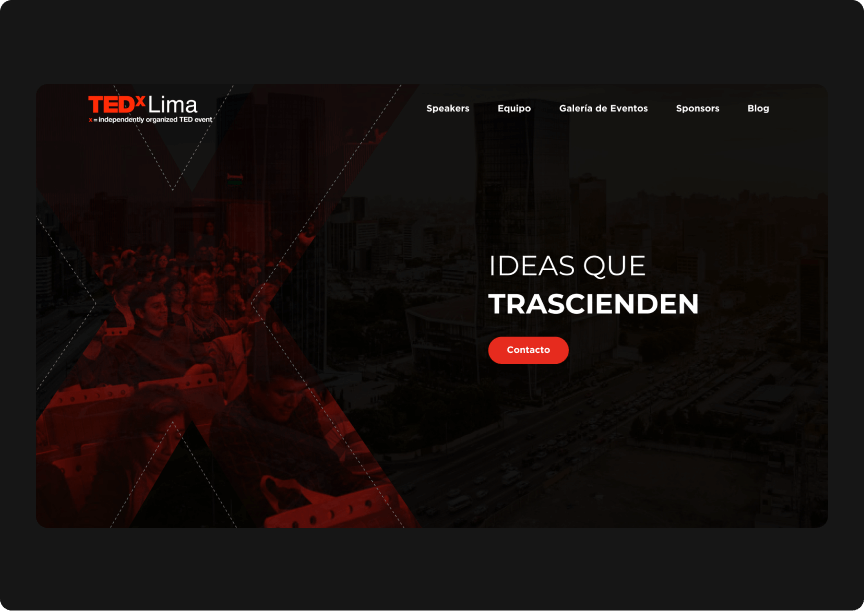 TEDxLima
x = independently organized TED event
Speakers Equipo Galería de Eventos Sponsors Blog
IDEAS QUE
TRASCIENDEN
Contacto